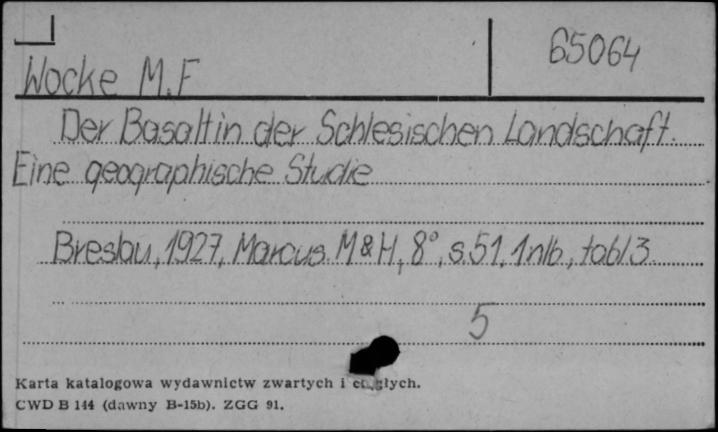 65064
Wocke M.F
Der Basalt in der Schlesischen Landschaft.
Eine geographische Studie
Breslau, 1927, Marcus M&H, 8°, s.51, 1nlb., tabl 3.
5
Karta katalogowa wydawnictw zwartych i
CWD B 144 (dawny B-15b). ZGG 91.